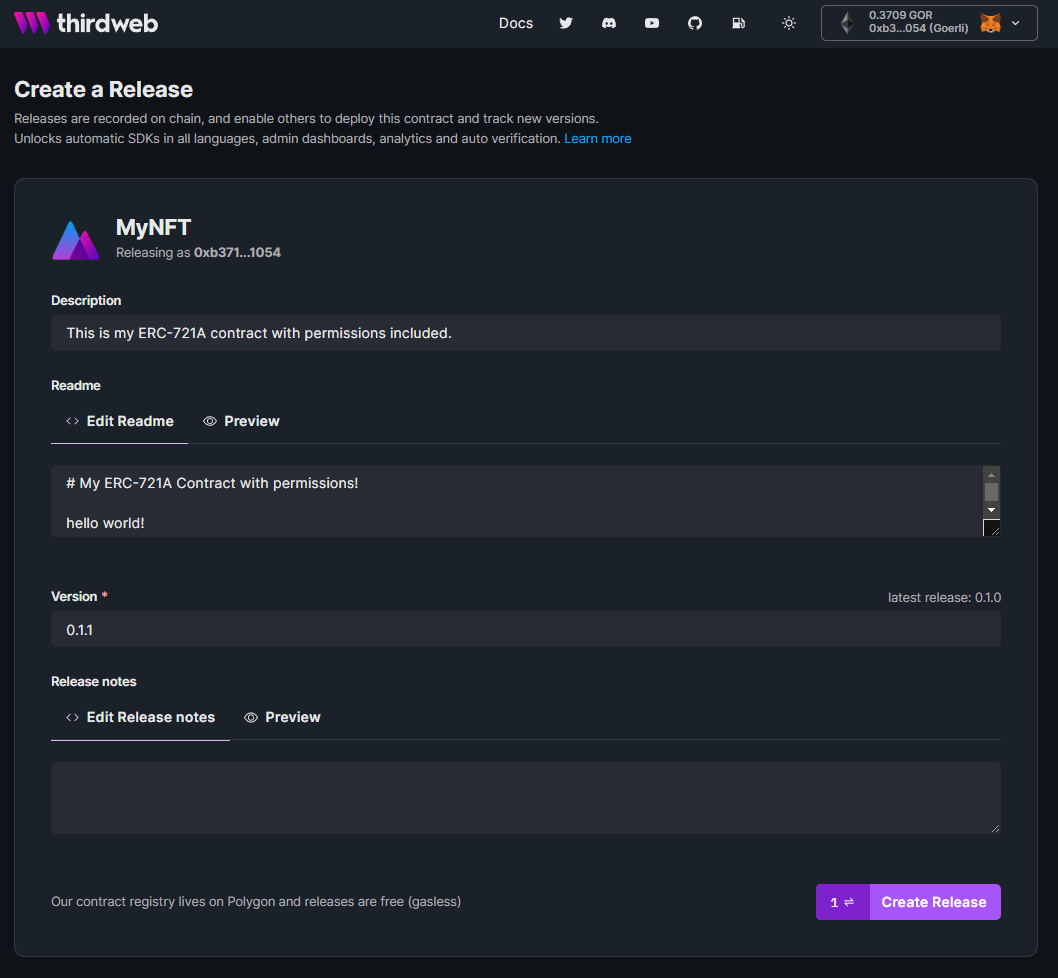 thirdweb
Docs
0.3709 GOR
0xb3...054 (Goerli)
Create a Release
Releases are recorded on chain, and enable others to deploy this contract and track new versions.
Unlocks automatic SDKs in all languages, admin dashboards, analytics and auto verification. Learn more
MyNFT
Releasing as 0xb371...1054
Description
This is my ERC-721A contract with permissions included.
Readme
Edit Readme
Preview
# My ERC-721A Contract with permissions!
hello world!
Version *
latest release: 0.1.0
0.1.1
Release notes
Edit Release notes
Preview
Our contract registry lives on Polygon and releases are free (gasless)
1 ⇌ Create Release